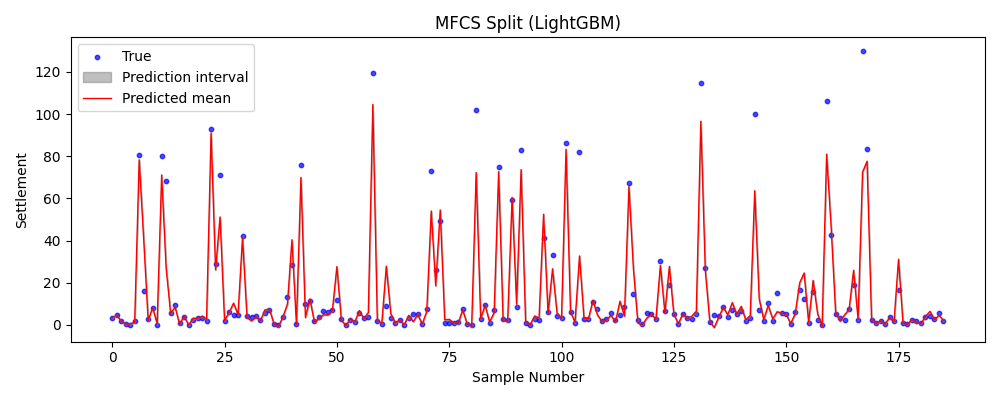 MFCS Split (LightGBM)
True
Prediction interval
Predicted mean
Settlement
120
100
80
60
40
20
0
0 25 50 75 100 125 150 175
Sample Number